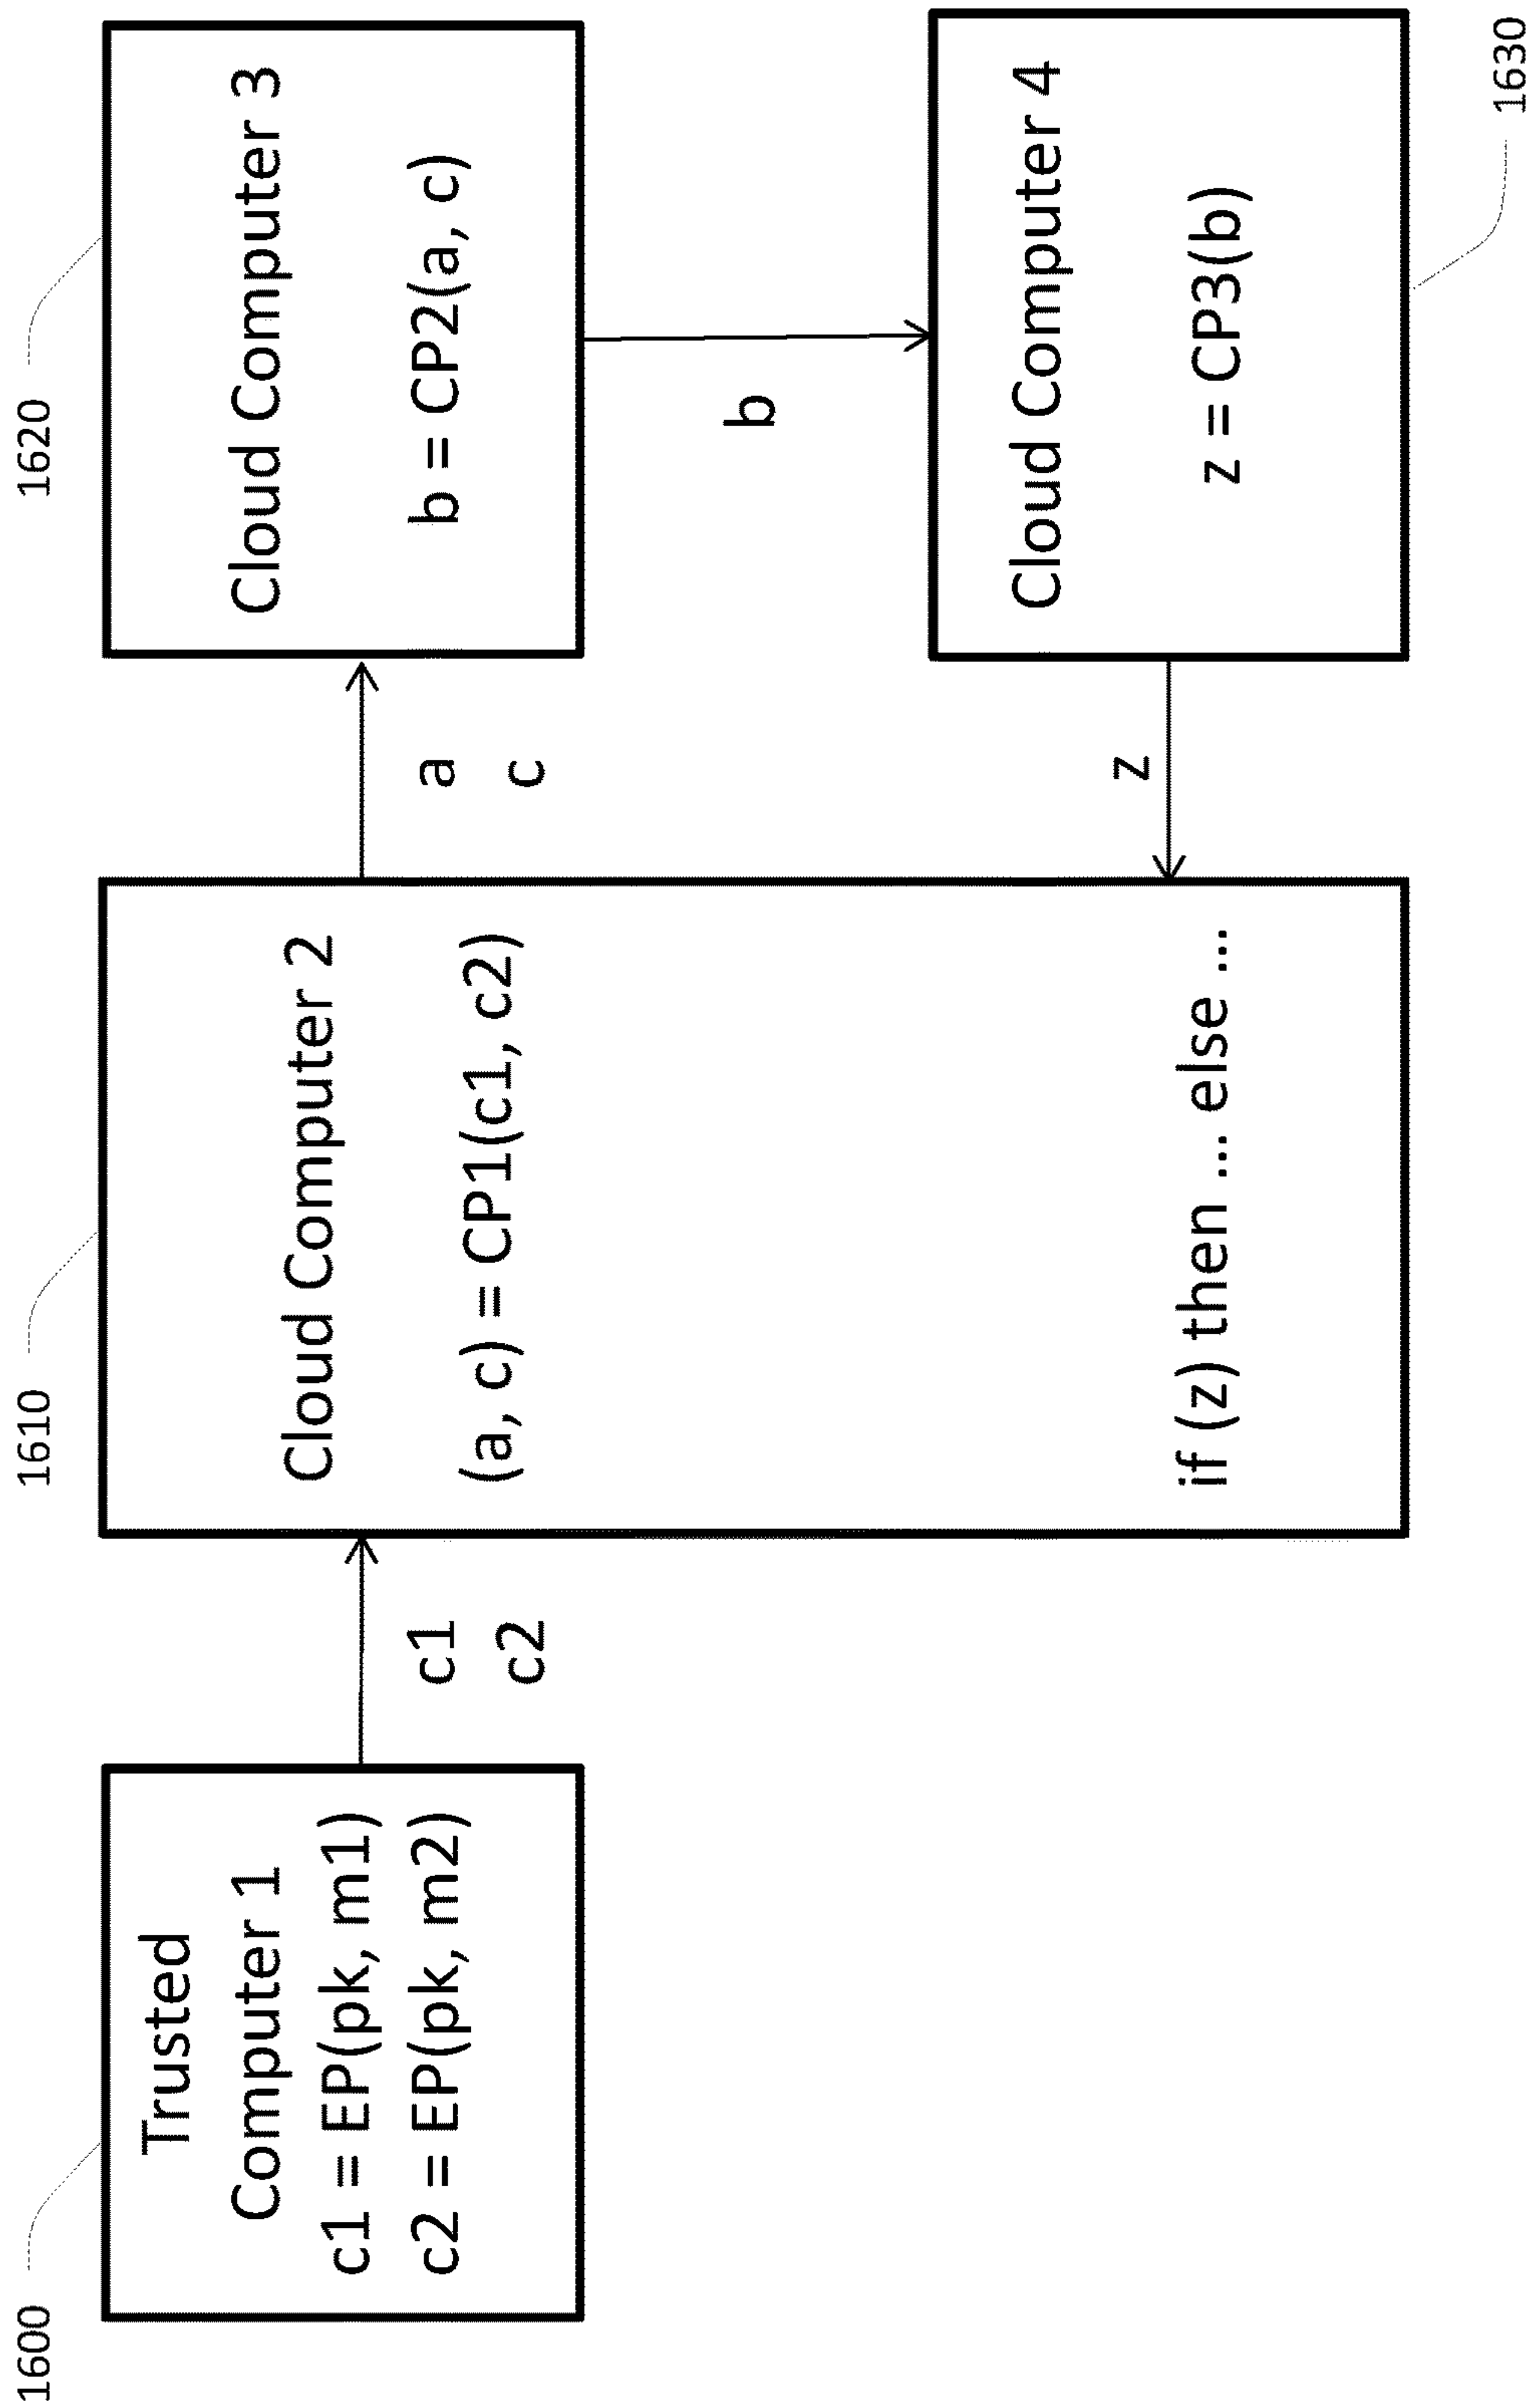 1600
Trusted
Computer 1
c1 = EP(pk, m1)
c2 = EP(pk, m2)
c1
c2
1610
Cloud Computer 2
(a, c) = CP1(c1, c2)
if (z) then ... else ...
a
c
z
1620
Cloud Computer 3
b = CP2(a, c)
b
Cloud Computer 4
z = CP3(b)
1630